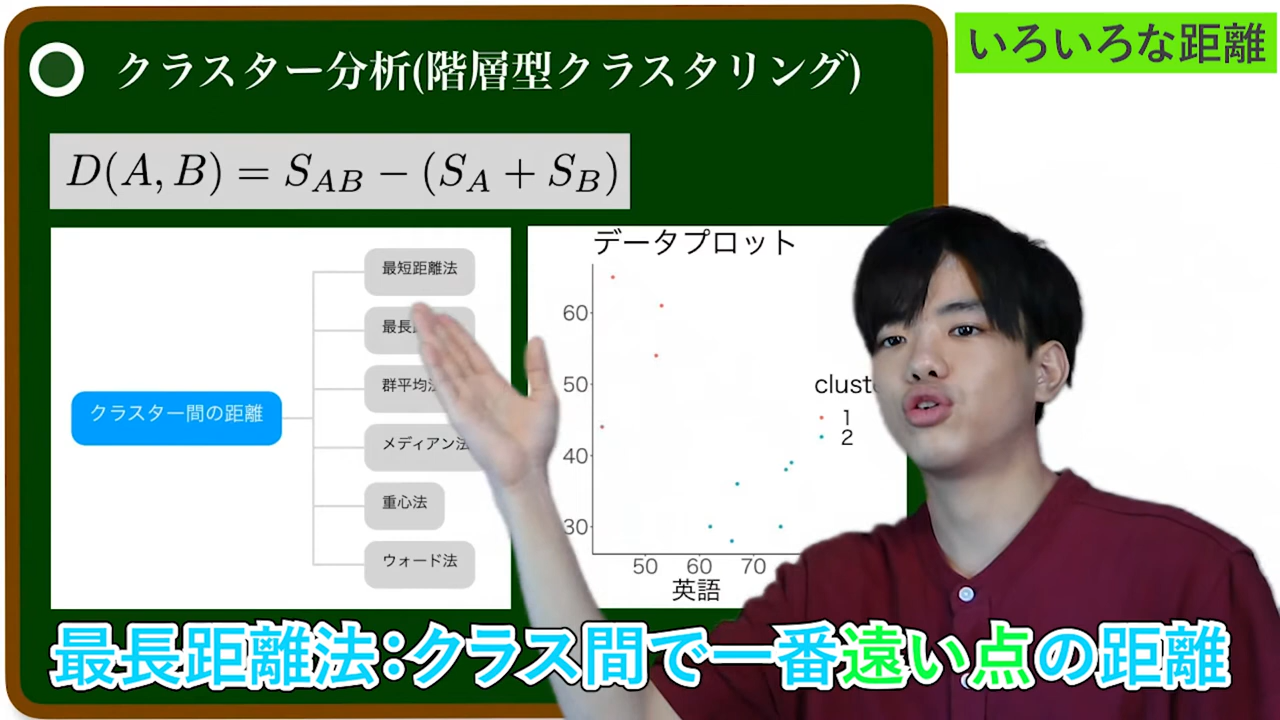 いろいろな距離
クラスター分析(階層型クラスタリング)
D(A, B) = S_{AB} − (S_A + S_B)
クラスター間の距離
最短距離法
最長
群平均
メディアン法
重心法
ウォード法
データプロット
60
50
40
30
50 60 70
英語
clust
1
2
最長距離法:クラス間で一番遠い点の距離